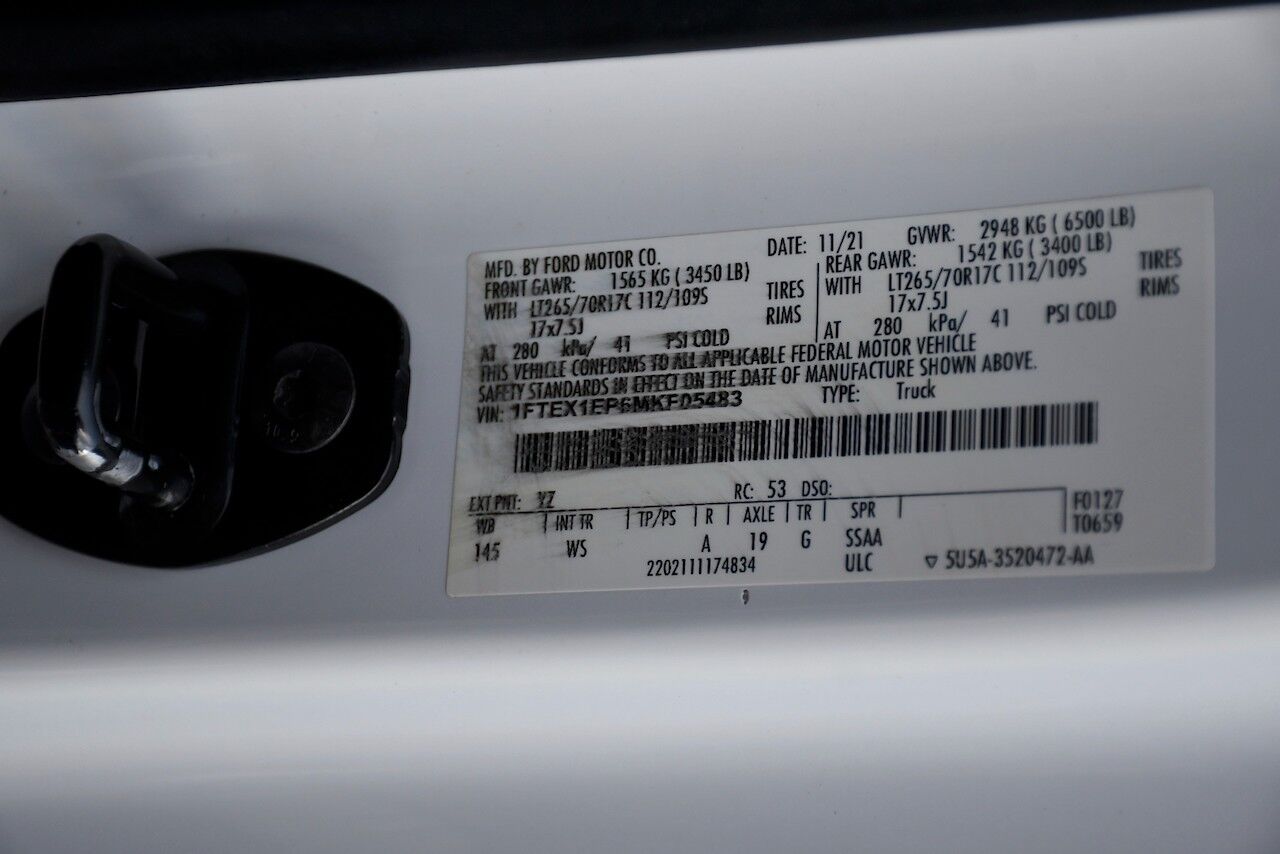 MFD. BY FORD MOTOR CO. DATE: 11/21 GVWR: 2948 KG ( 6500 LB)
FRONT GAWR: 1565 KG ( 3450 LB) REAR GAWR: 1542 KG ( 3400 LB)
WITH LT265/70R17C 112/109S TIRES WITH LT265/70R17C 112/109S TIRES
17x7.5J RIMS 17x7.5J RIMS
AT 280 kPa/ 41 PSI COLD AT 280 kPa/ 41 PSI COLD
THIS VEHICLE CONFORMS TO ALL APPLICABLE FEDERAL MOTOR VEHICLE
SAFETY STANDARDS IN EFFECT ON THE DATE OF MANUFACTURE SHOWN ABOVE.
VIN: 1FTEX1EP6MKF05483 TYPE: Truck
EXT PNT: YZ RC: 53 DSO:
WB INT TR TP/PS R AXLE TR SPR F0127
145 WS A 19 G SSAA T0659
2202111174834 ULC ▽ 5U5A-3520472-AA